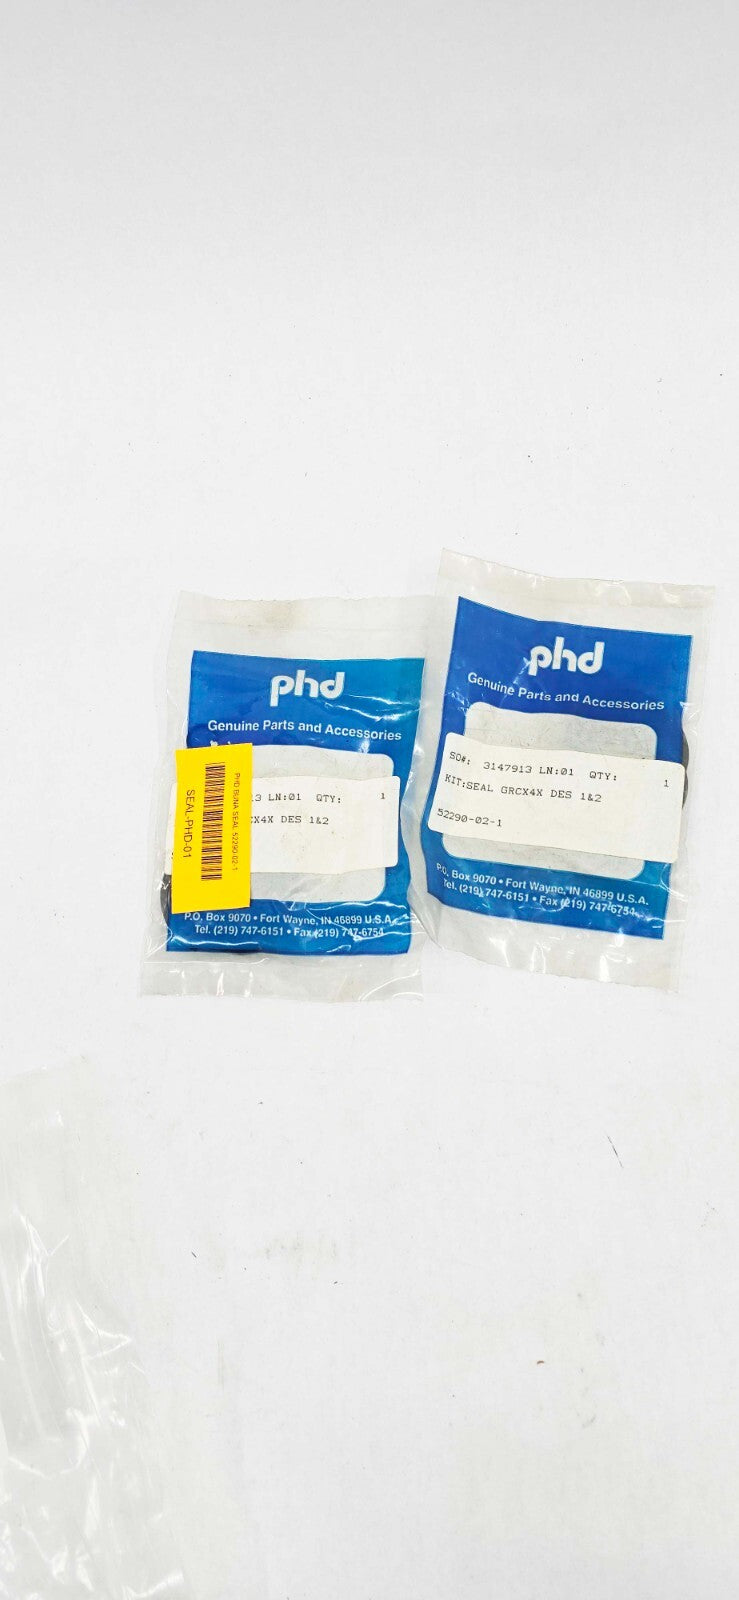 phd
Genuine Parts and Accessories
13 LN:01 QTY: 1
CX4X DES 1&2
PHD BUNA SEAL 52290-02-1
SEAL-PHD-01
P.O. Box 9070 • Fort Wayne, IN 46899 U.S.A.
Tel. (219) 747-6151 • Fax (219) 747-6754
phd
Genuine Parts and Accessories
SO#: 3147913 LN:01 QTY: 1
KIT:SEAL GRCX4X DES 1&2
52290-02-1
P.O. Box 9070 • Fort Wayne, IN 46899 U.S.A.
Tel. (219) 747-6151 • Fax (219) 747-6754